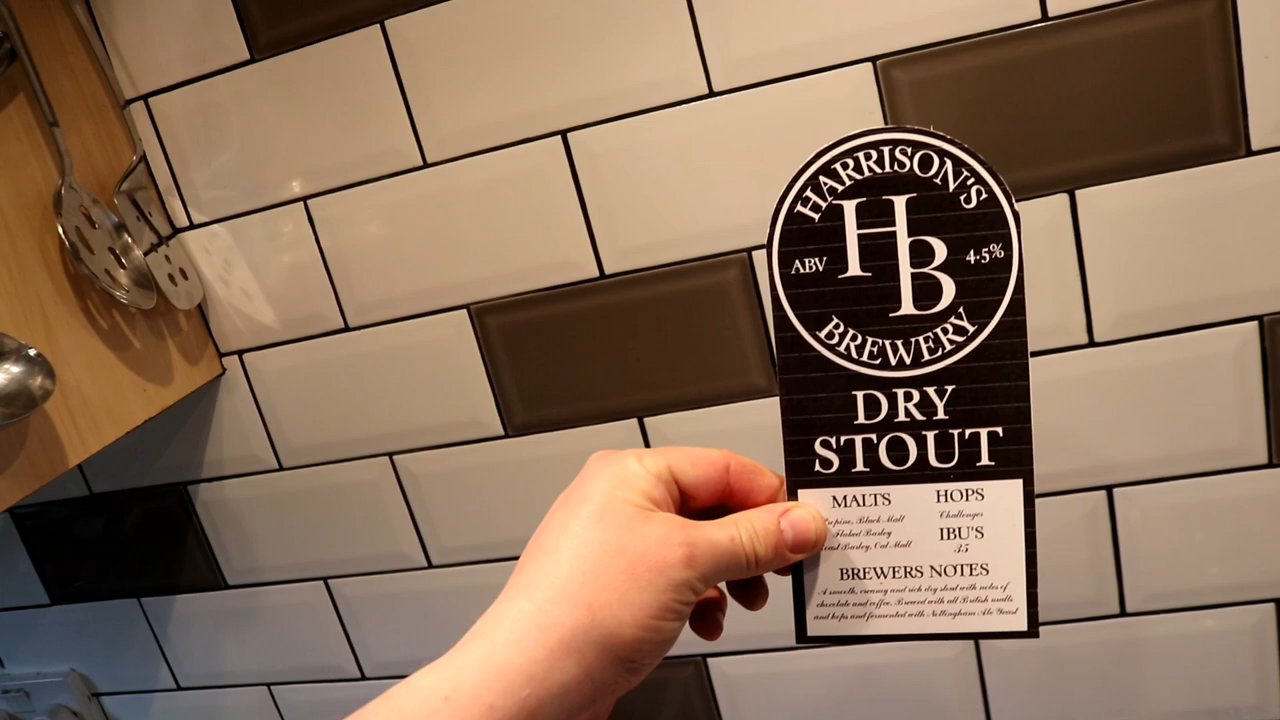 HARRISON'S
HB
ABV 4.5%
BREWERY
DRY
STOUT
MALTS
Black Malt
Flaked Barley
Barley, Oat Malt
HOPS
Challenger
IBU'S
35
BREWERS NOTES
A smooth, creamy and rich dry stout with notes of
chocolate and coffee. Brewed with all British malts
and hops and fermented with Nottingham Ale Yeast